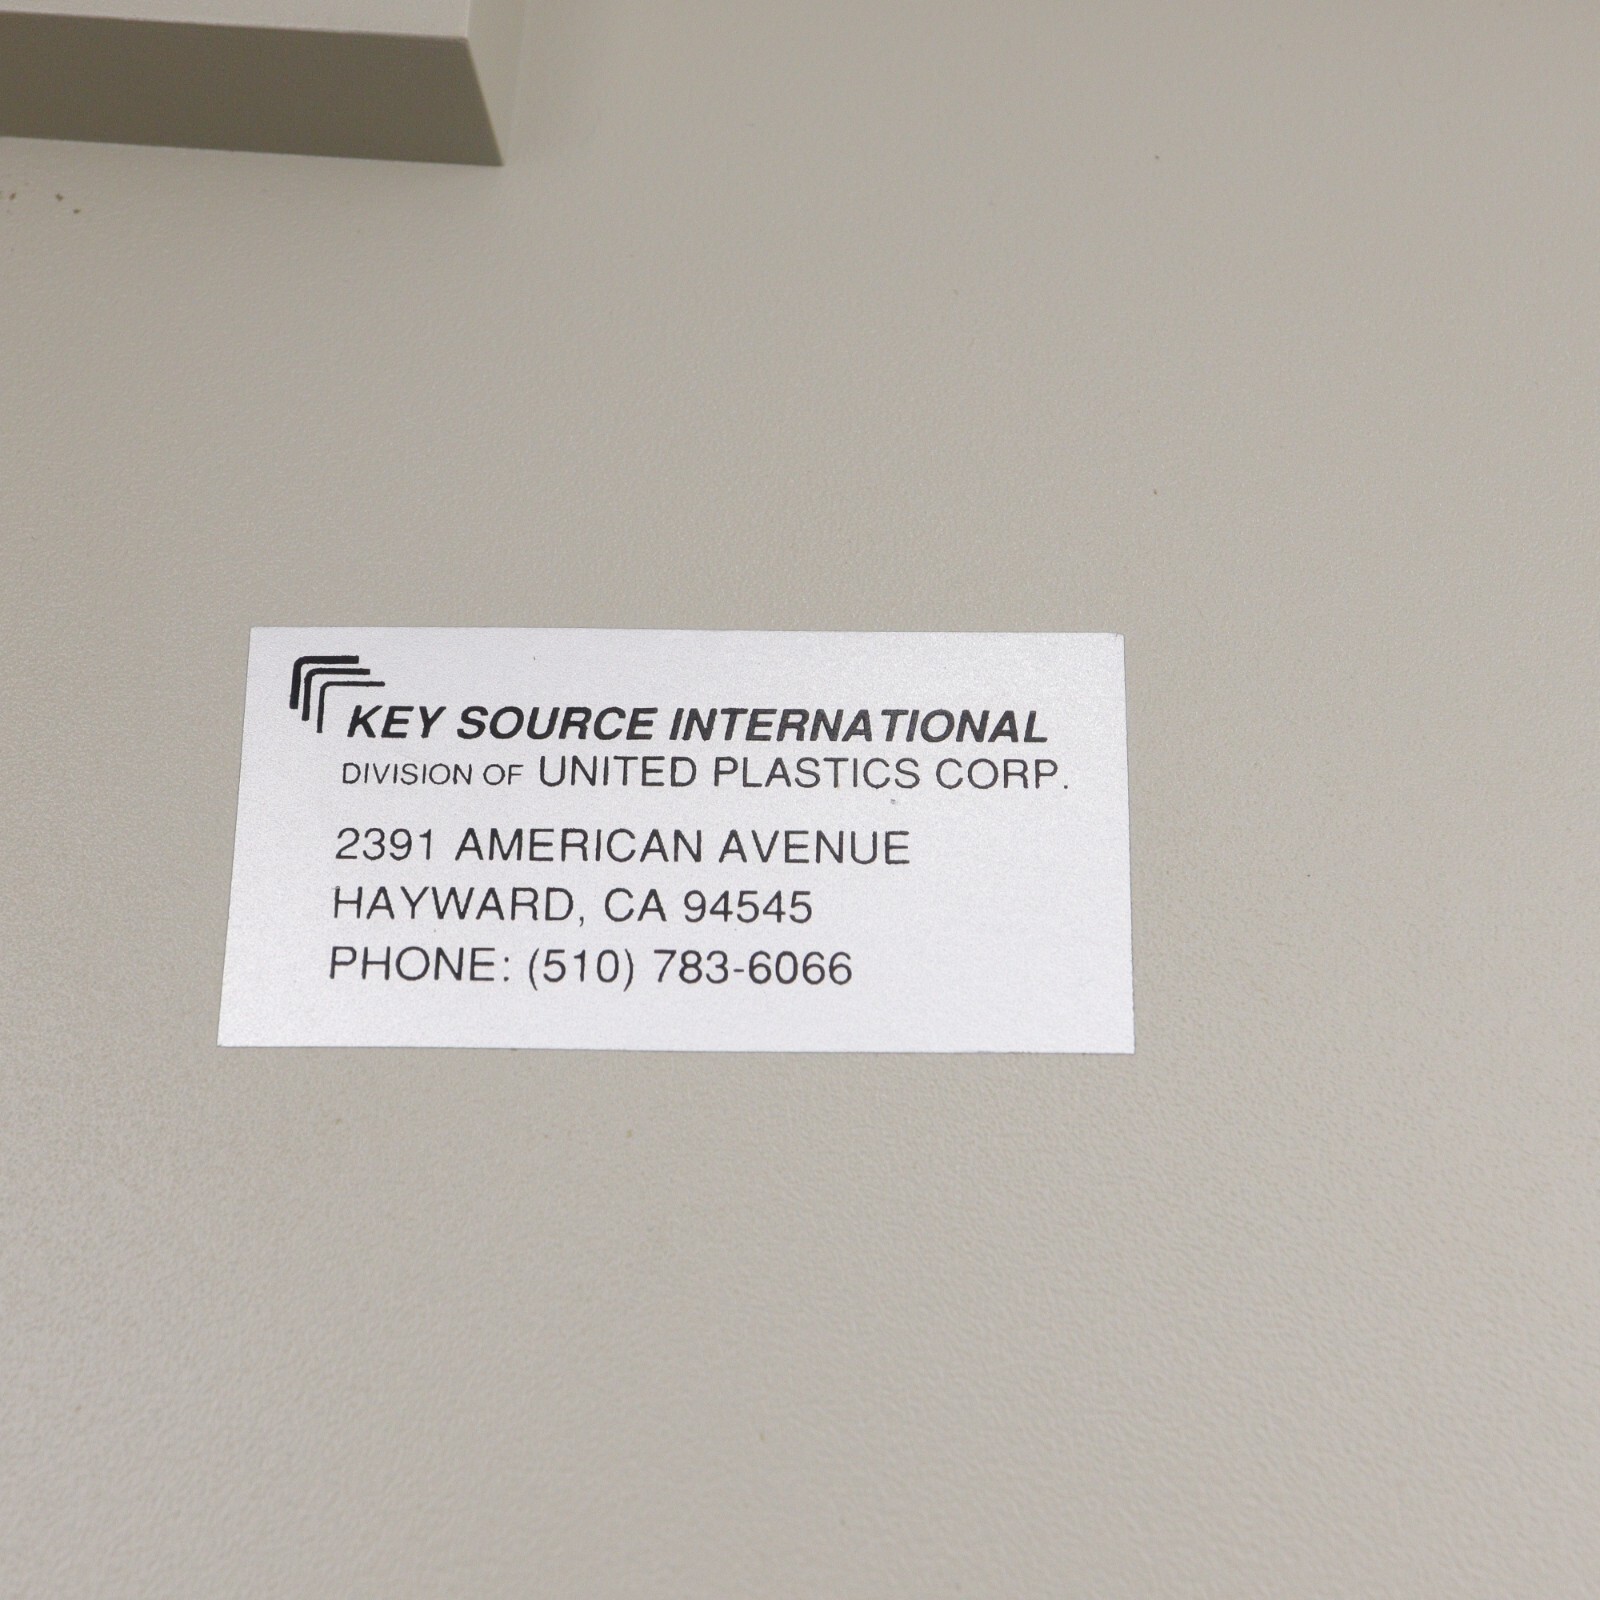 KEY SOURCE INTERNATIONAL
DIVISION OF UNITED PLASTICS CORP.
2391 AMERICAN AVENUE
HAYWARD, CA 94545
PHONE: (510) 783-6066